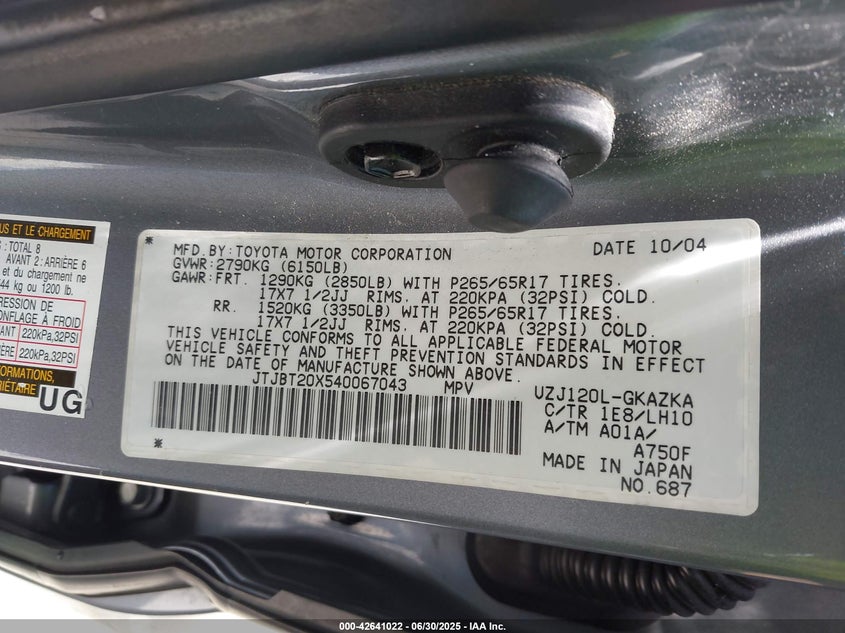 US ET LE CHARGEMENT
: TOTAL 8
AVANT 2: ARRIÈRE 6
et du chargement ne
544 kg ou 1200 lb.
PRESSION DE
GONFLAGE À FROID
ANT 220kPa,32PSI
ÈRE 220kPa,32PSI
FORMATIONS,
RIÉTAIRE
UG
MFD.BY:TOYOTA MOTOR CORPORATION DATE 10/04
GVWR:2790KG (6150LB)
GAWR:FRT. 1290KG (2850LB) WITH P265/65R17 TIRES.
17X7 1/2JJ RIMS. AT 220KPA (32PSI) COLD.
RR. 1520KG (3350LB) WITH P265/65R17 TIRES.
17X7 1/2JJ RIMS. AT 220KPA (32PSI) COLD.
THIS VEHICLE CONFORMS TO ALL APPLICABLE FEDERAL MOTOR
VEHICLE SAFETY AND THEFT PREVENTION STANDARDS IN EFFECT
ON THE DATE OF MANUFACTURE SHOWN ABOVE.
JTJBT20X540067043 MPV UZJ120L-GKAZKA
C/TR 1E8/LH10
A/TM A01A/
A750F
MADE IN JAPAN
NO.687
000-42641022 - 06/30/2025 - IAA Inc.